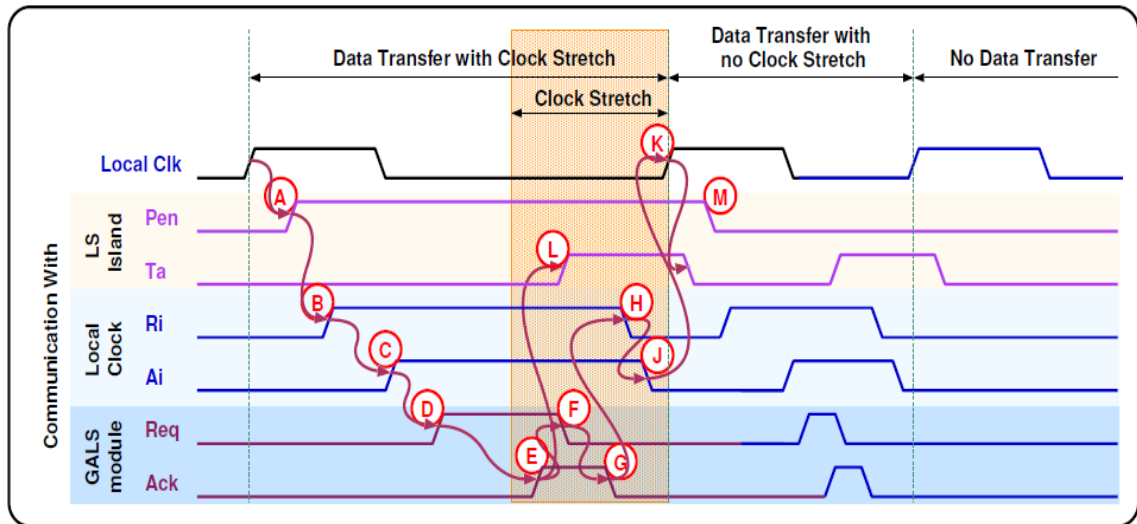 Data Transfer with Clock Stretch
Data Transfer with
no Clock Stretch
No Data Transfer
Clock Stretch
Local Clk
K
Communication With
LS
Island
Pen
A
M
Ta
L
Local
Clock
Ri
B
H
Ai
C
J
GALS
module
Req
D
F
Ack
E
G